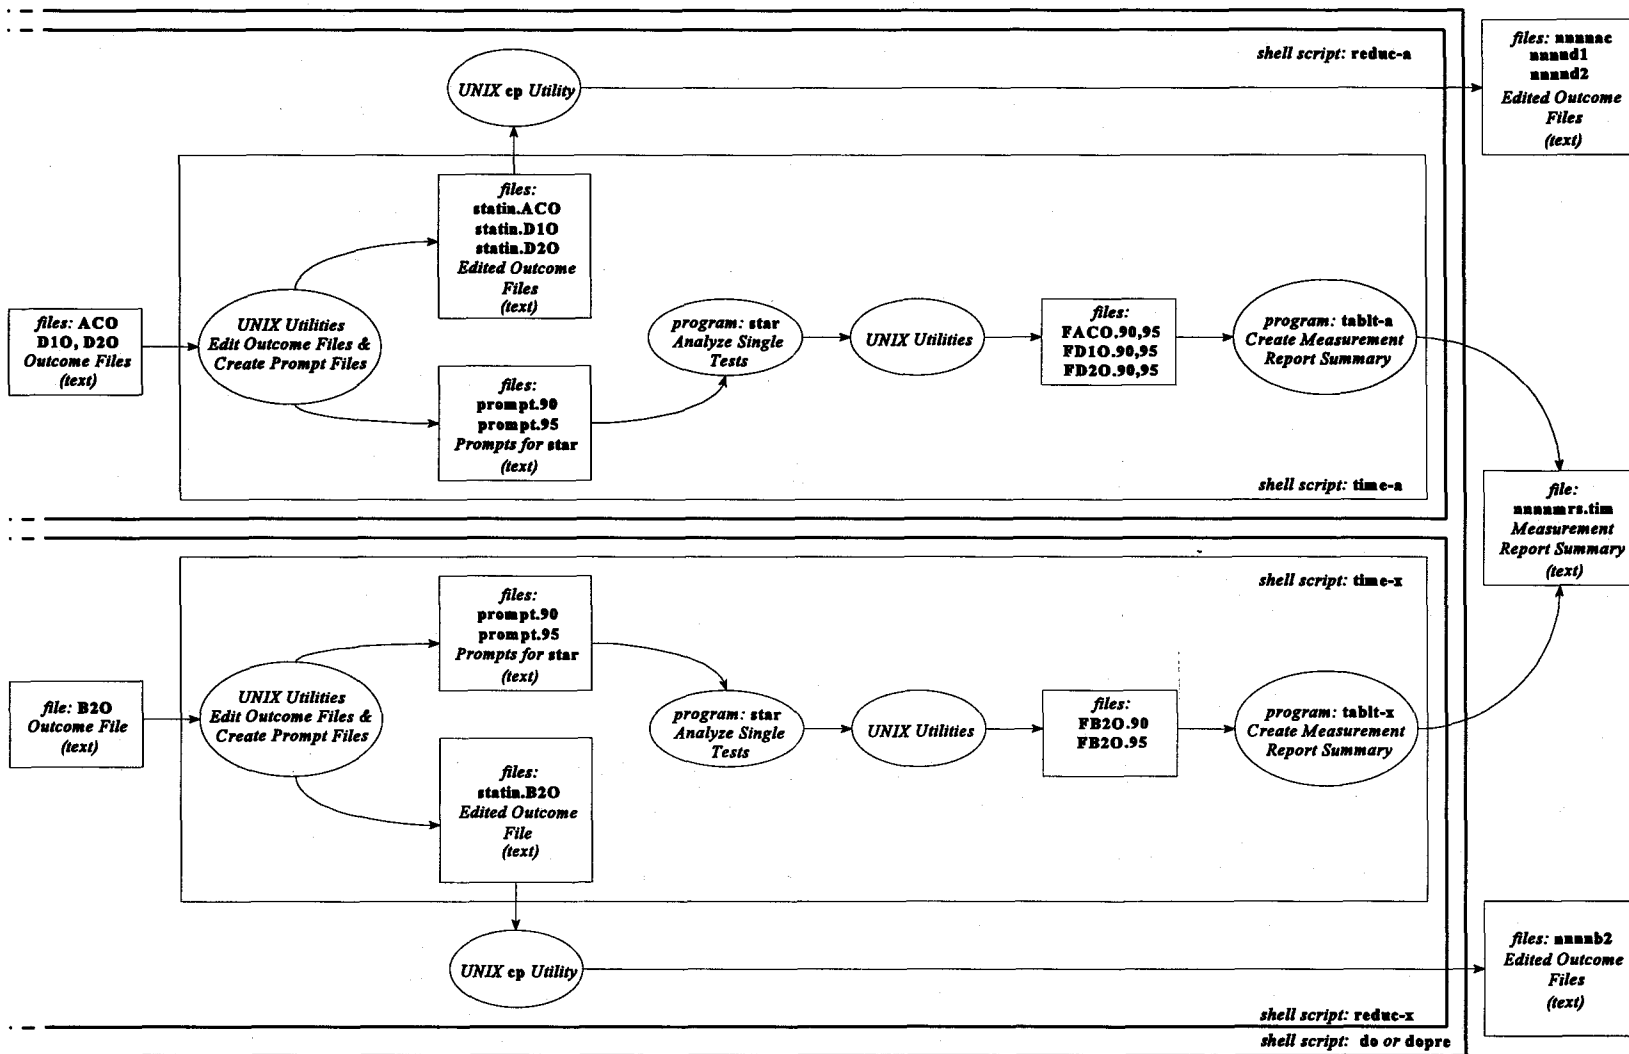 shell script: reduc-a
UNIX cp Utility
files: nnnnac
nnnnd1
nnnnd2
Edited Outcome
Files
(text)
files:
statin.ACO
statin.D1O
statin.D2O
Edited Outcome
Files
(text)
files: ACO
D1O, D2O
Outcome Files
(text)
UNIX Utilities
Edit Outcome Files &
Create Prompt Files
files:
prompt.90
prompt.95
Prompts for star
(text)
program: star
Analyze Single
Tests
UNIX Utilities
files:
FACO.90,95
FD1O.90,95
FD2O.90,95
program: tablt-a
Create Measurement
Report Summary
shell script: time-a
file:
nnnnmrs.tim
Measurement
Report Summary
(text)
shell script: time-x
files:
prompt.90
prompt.95
Prompts for star
(text)
file: B2O
Outcome File
(text)
UNIX Utilities
Edit Outcome Files &
Create Prompt Files
program: star
Analyze Single
Tests
UNIX Utilities
files:
FB2O.90
FB2O.95
program: tablt-x
Create Measurement
Report Summary
files:
statin.B2O
Edited Outcome
File
(text)
UNIX cp Utility
files: nnnnb2
Edited Outcome
Files
(text)
shell script: reduc-x
shell script: do or dopre